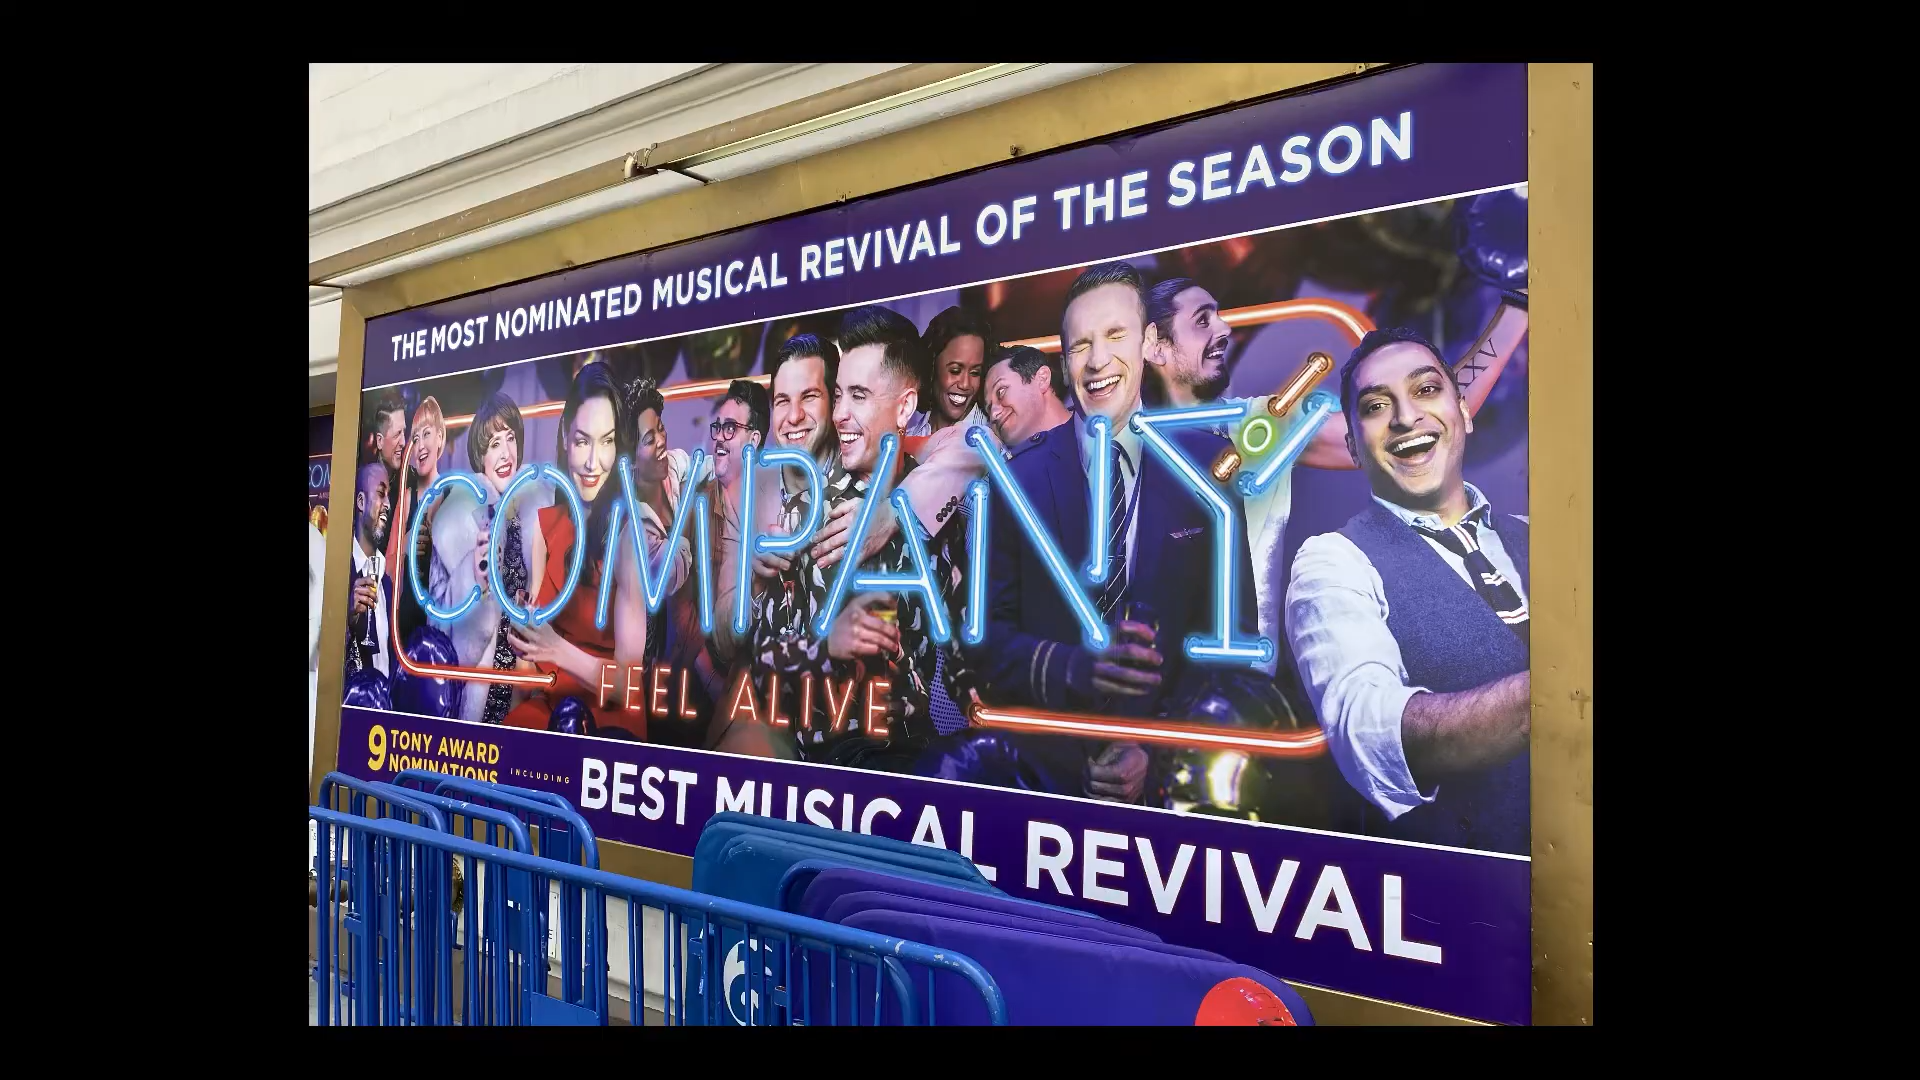 THE MOST NOMINATED MUSICAL REVIVAL OF THE SEASON
COMPANY
FEEL ALIVE
XXV
9 TONY AWARD
NOMINATIONS
INCLUDING
BEST MUSICAL REVIVAL